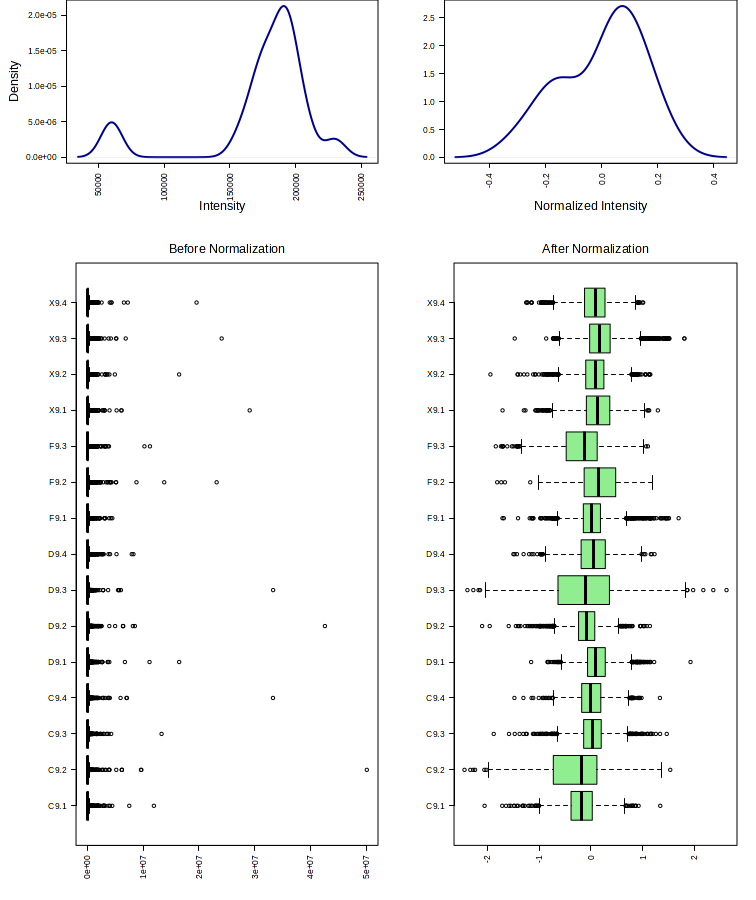 2.0e-05
1.5e-05
1.0e-05
5.0e-06
0.0e+00
Density
50000
100000
150000
200000
250000
Intensity
2.5
2.0
1.5
1.0
0.5
0.0
-0.4
-0.2
0.0
0.2
0.4
Normalized Intensity
Before Normalization
X9.4
X9.3
X9.2
X9.1
F9.3
F9.2
F9.1
D9.4
D9.3
D9.2
D9.1
C9.4
C9.3
C9.2
C9.1
0e+00
1e+07
2e+07
3e+07
4e+07
5e+07
After Normalization
X9.4
X9.3
X9.2
X9.1
F9.3
F9.2
F9.1
D9.4
D9.3
D9.2
D9.1
C9.4
C9.3
C9.2
C9.1
-2
-1
0
1
2